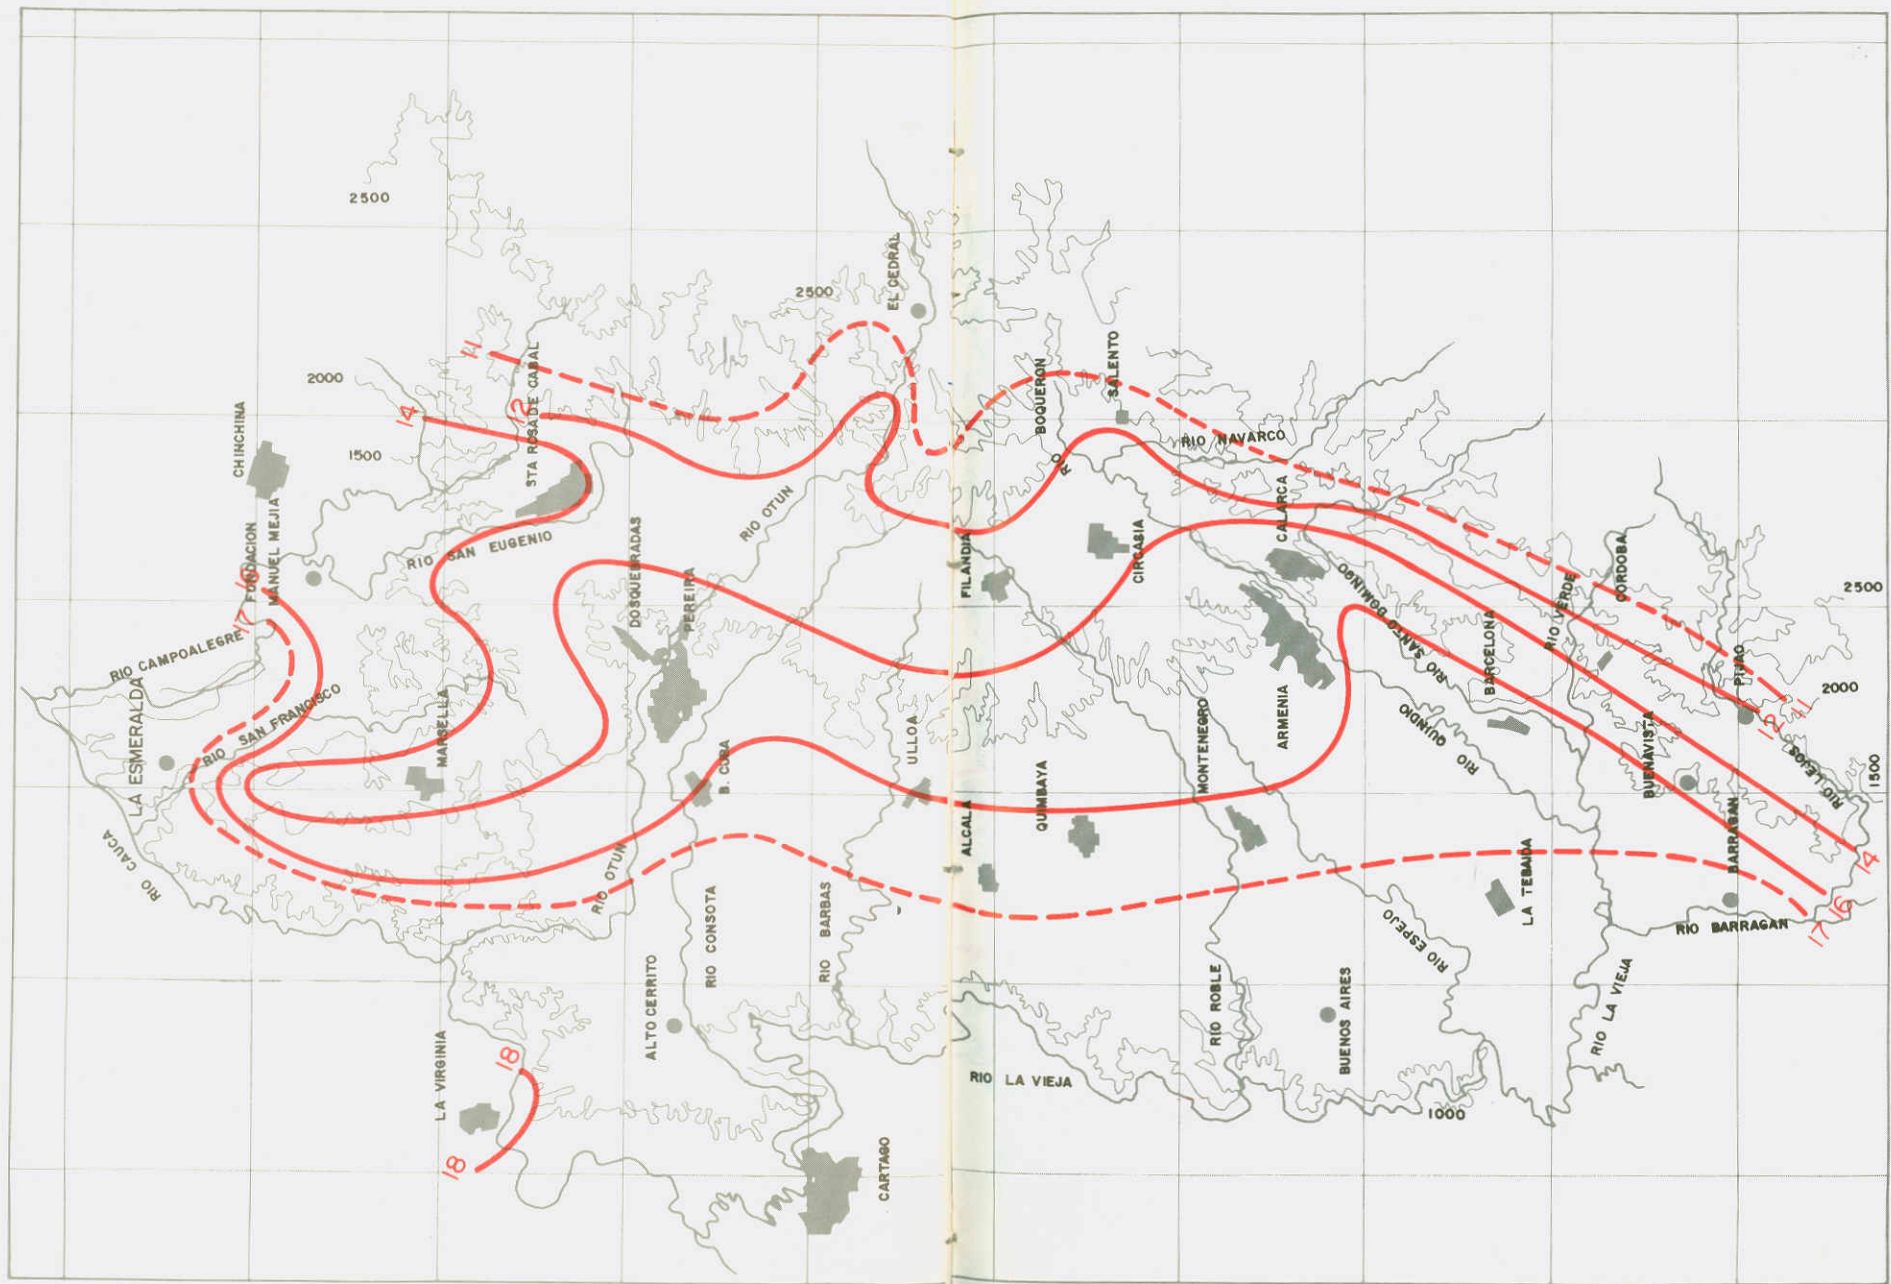 2500
2500
EL CEDRAL
11
2000
STA ROSA DE CABAL
14
12
CHINCHINA
1500
BOQUERON
SALENTO
RIO NAVARCO
RIO
CALARCA
RIO OTUN
FUNDACION
MANUEL MEJIA
RIO SAN EUGENIO
DOSQUEBRADAS
PEREIRA
FILANDIA
CIRCASIA
16
17
RIO CAMPOALEGRE
RIO SANTO DOMINGO
BARCELONA
RIO VERDE
CORDOBA
2500
PIJAO
2000
12
11
LA ESMERALDA
RIO SAN FRANCISCO
MARSELLA
B. COBA
ULLOA
QUIMBAYA
MONTENEGRO
ARMENIA
RIO QUINDIO
BUENAVISTA
RIO LEJOS
1500
RIO CAUCA
ALCALA
BARRAGAN
14
16
17
RIO OTUN
RIO CONSOTA
RIO BARBAS
LA TEBAIDA
RIO ESPEJO
RIO BARRAGAN
ALTO CERRITO
RIO ROBLE
BUENOS AIRES
RIO LA VIEJA
LA VIRGINIA
18
RIO LA VIEJA
1000
18
CARTAGO